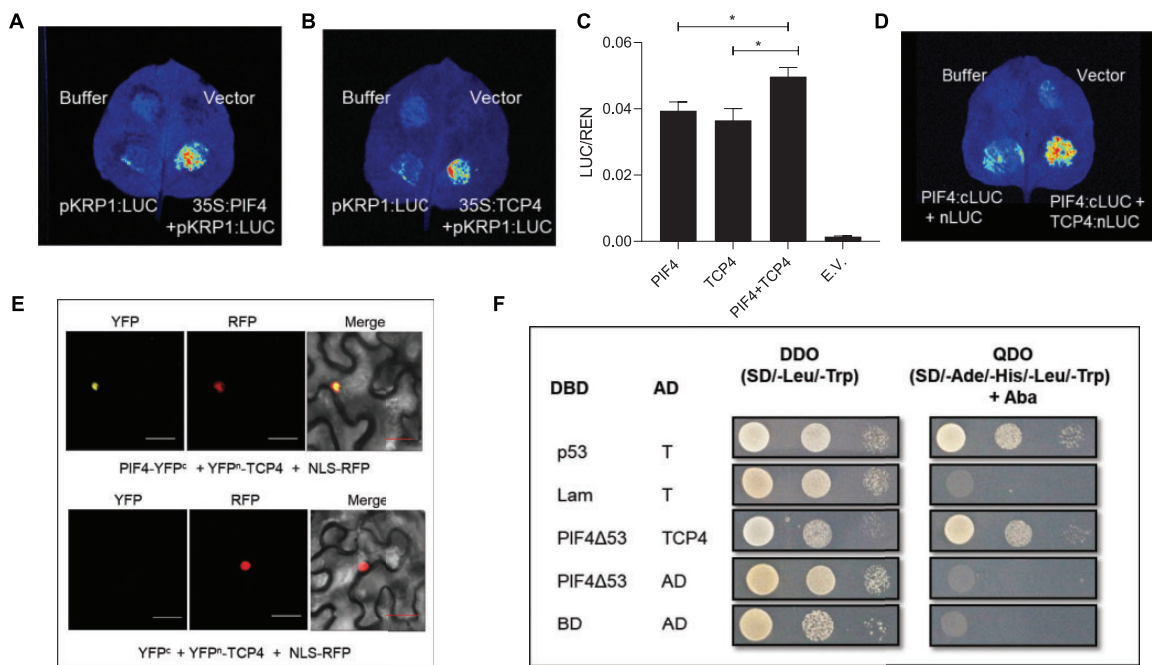 A
Buffer
Vector
pKRP1:LUC
35S:PIF4
+pKRP1:LUC
B
Buffer
Vector
pKRP1:LUC
35S:TCP4
+pKRP1:LUC
C
LUC/REN
0.06
0.04
0.02
0.00
*
*
PIF4
TCP4
PIF4+TCP4
E.V.
D
Buffer
Vector
PIF4:cLUC
+ nLUC
PIF4:cLUC +
TCP4:nLUC
E
YFP RFP Merge
PIF4-YFPᶜ + YFPⁿ-TCP4 + NLS-RFP
YFP RFP Merge
YFPᶜ + YFPⁿ-TCP4 + NLS-RFP
F
DDO
(SD/-Leu/-Trp)
QDO
(SD/-Ade/-His/-Leu/-Trp)
+ Aba
DBD AD
p53 T
Lam T
PIF4Δ53 TCP4
PIF4Δ53 AD
BD AD